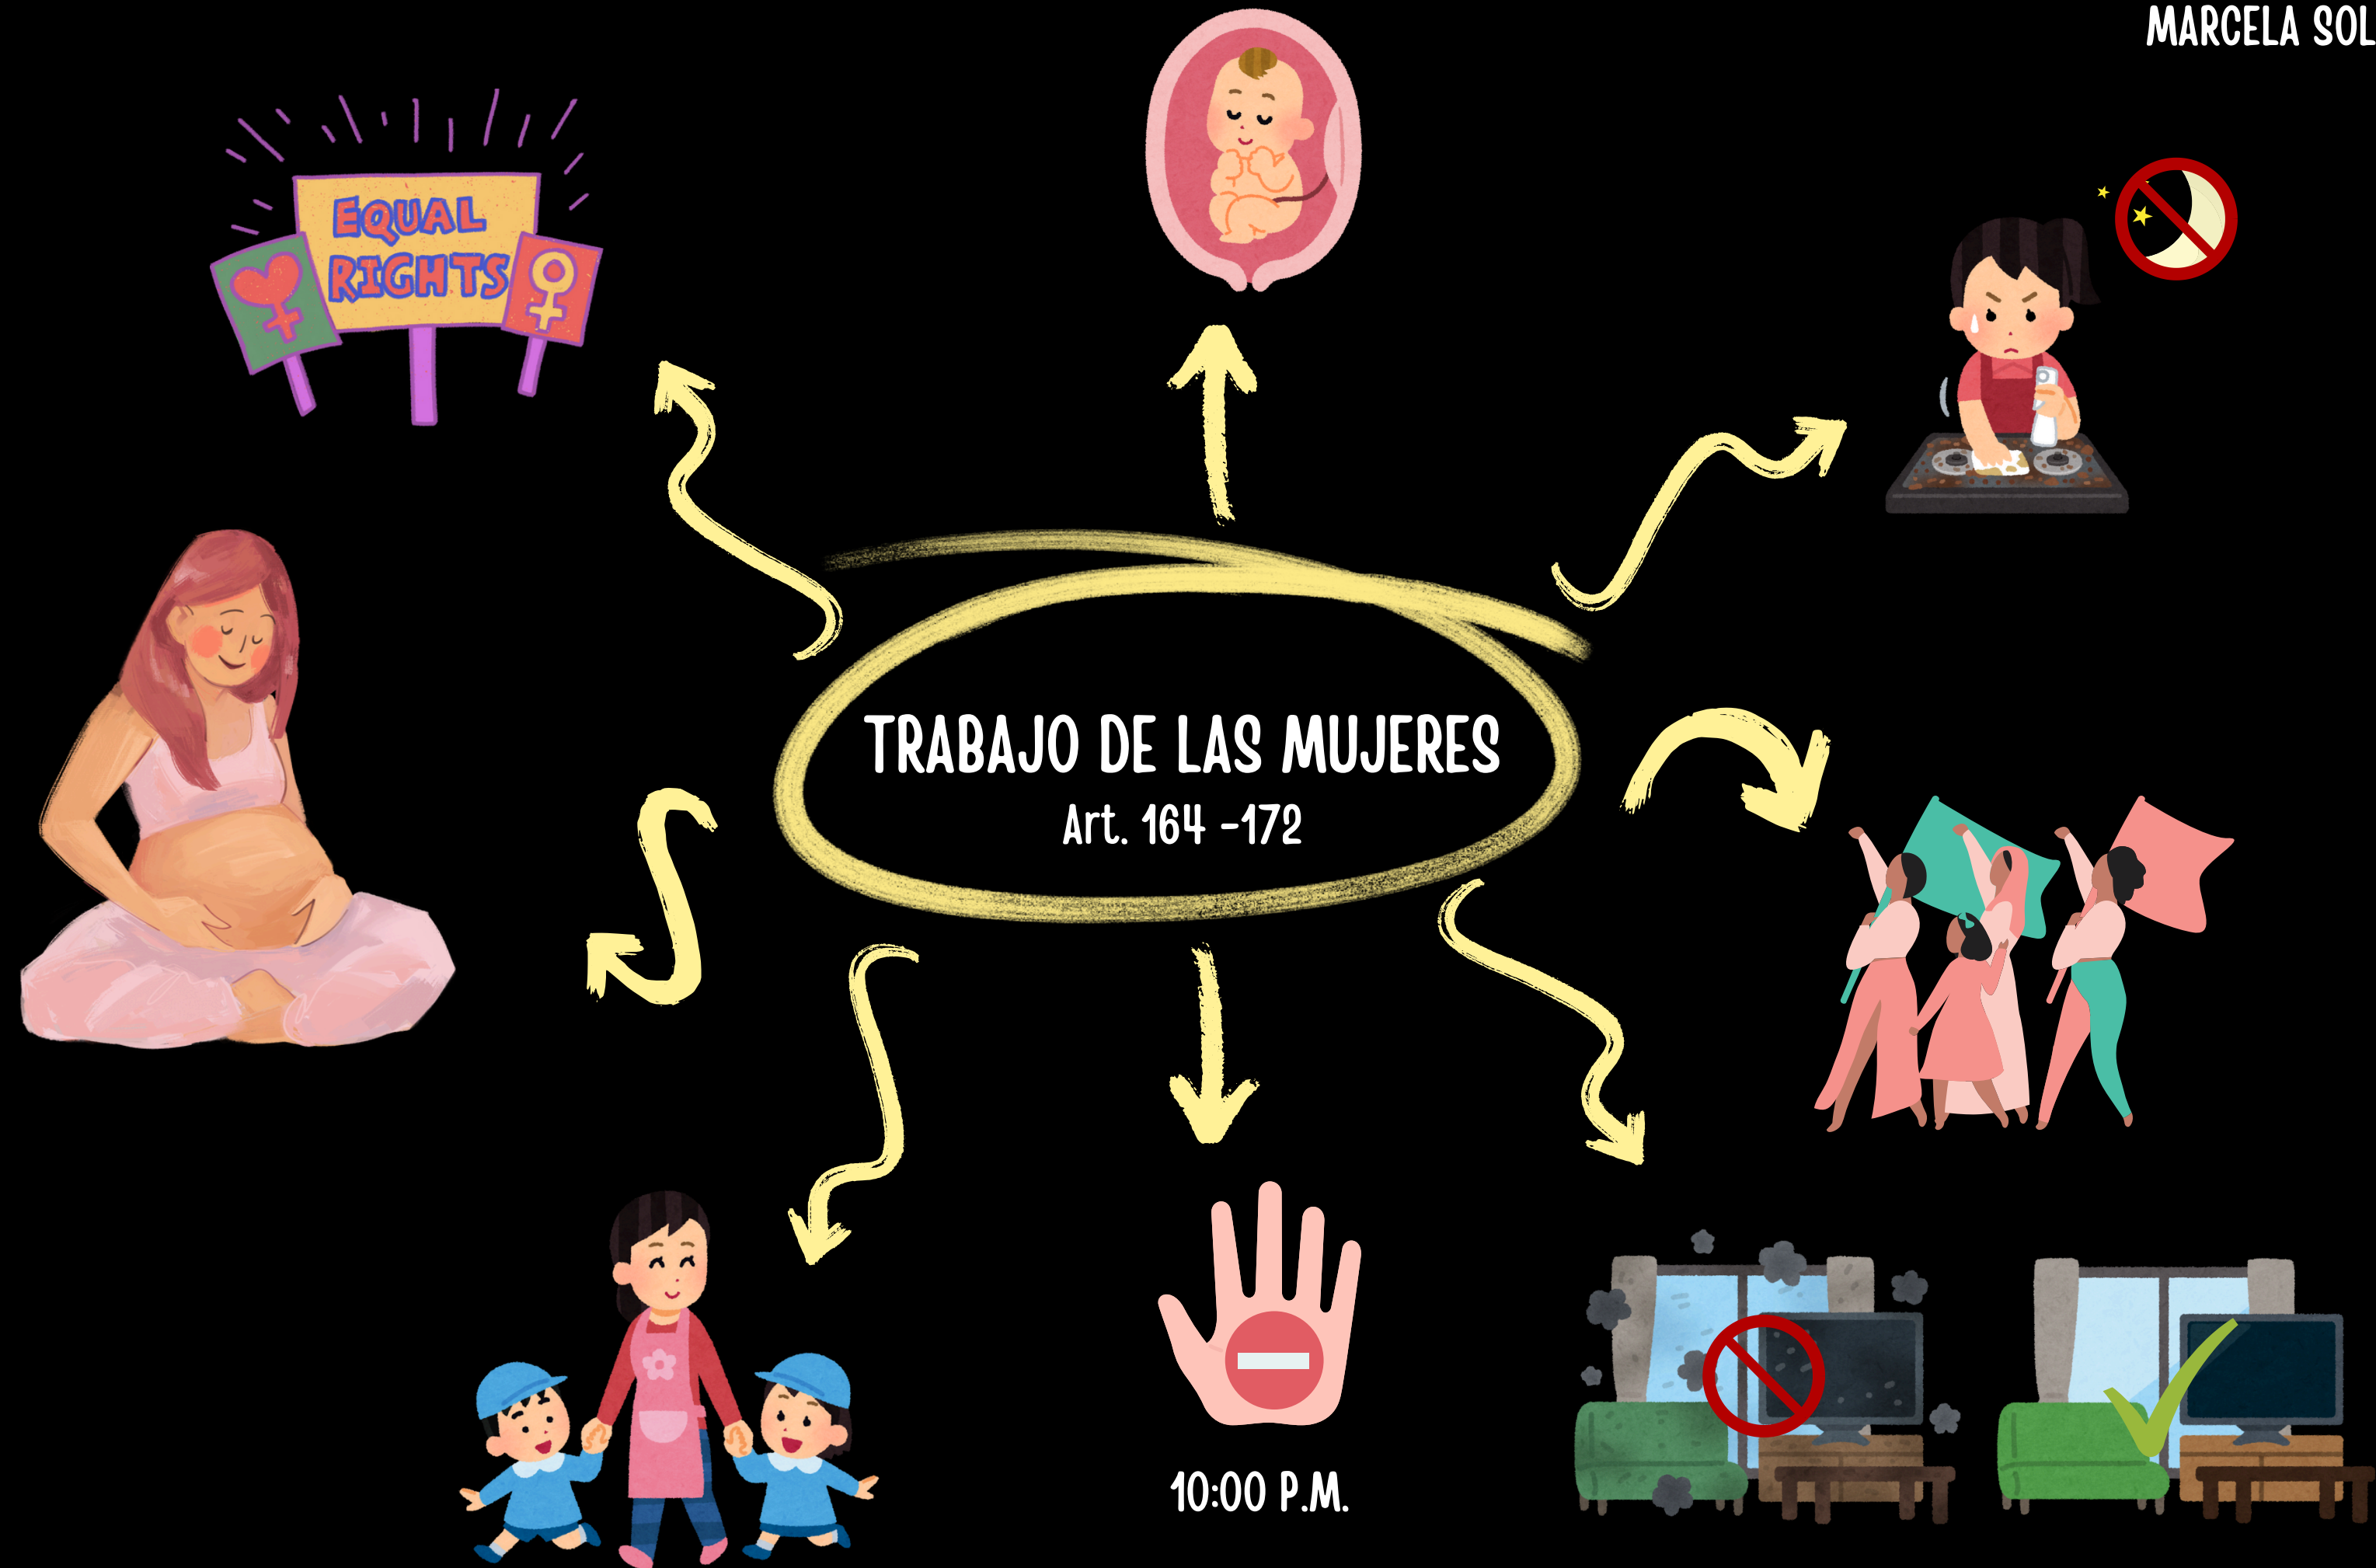 MARCELA SOL
EQUAL
RIGHTS
TRABAJO DE LAS MUJERES
Art. 164 -172
10:00 P.M.